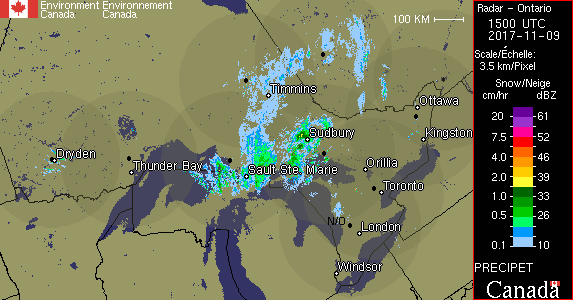 Environment Environnement
Canada Canada
100 KM
Timmins
Ottawa
Sudbury
Kingston
Dryden
Thunder Bay
Orillia
Sault Ste. Marie
Toronto
N/D
London
Windsor
Radar - Ontario
1500 UTC
2017-11-09
Scale/Échelle:
3.5 km/Pixel
Snow/Neige
cm/hr dBZ
20 61
7.5 52
4.0 46
2.0 39
1.0 33
0.5 26
0.1 10
PRECIPET
Canada